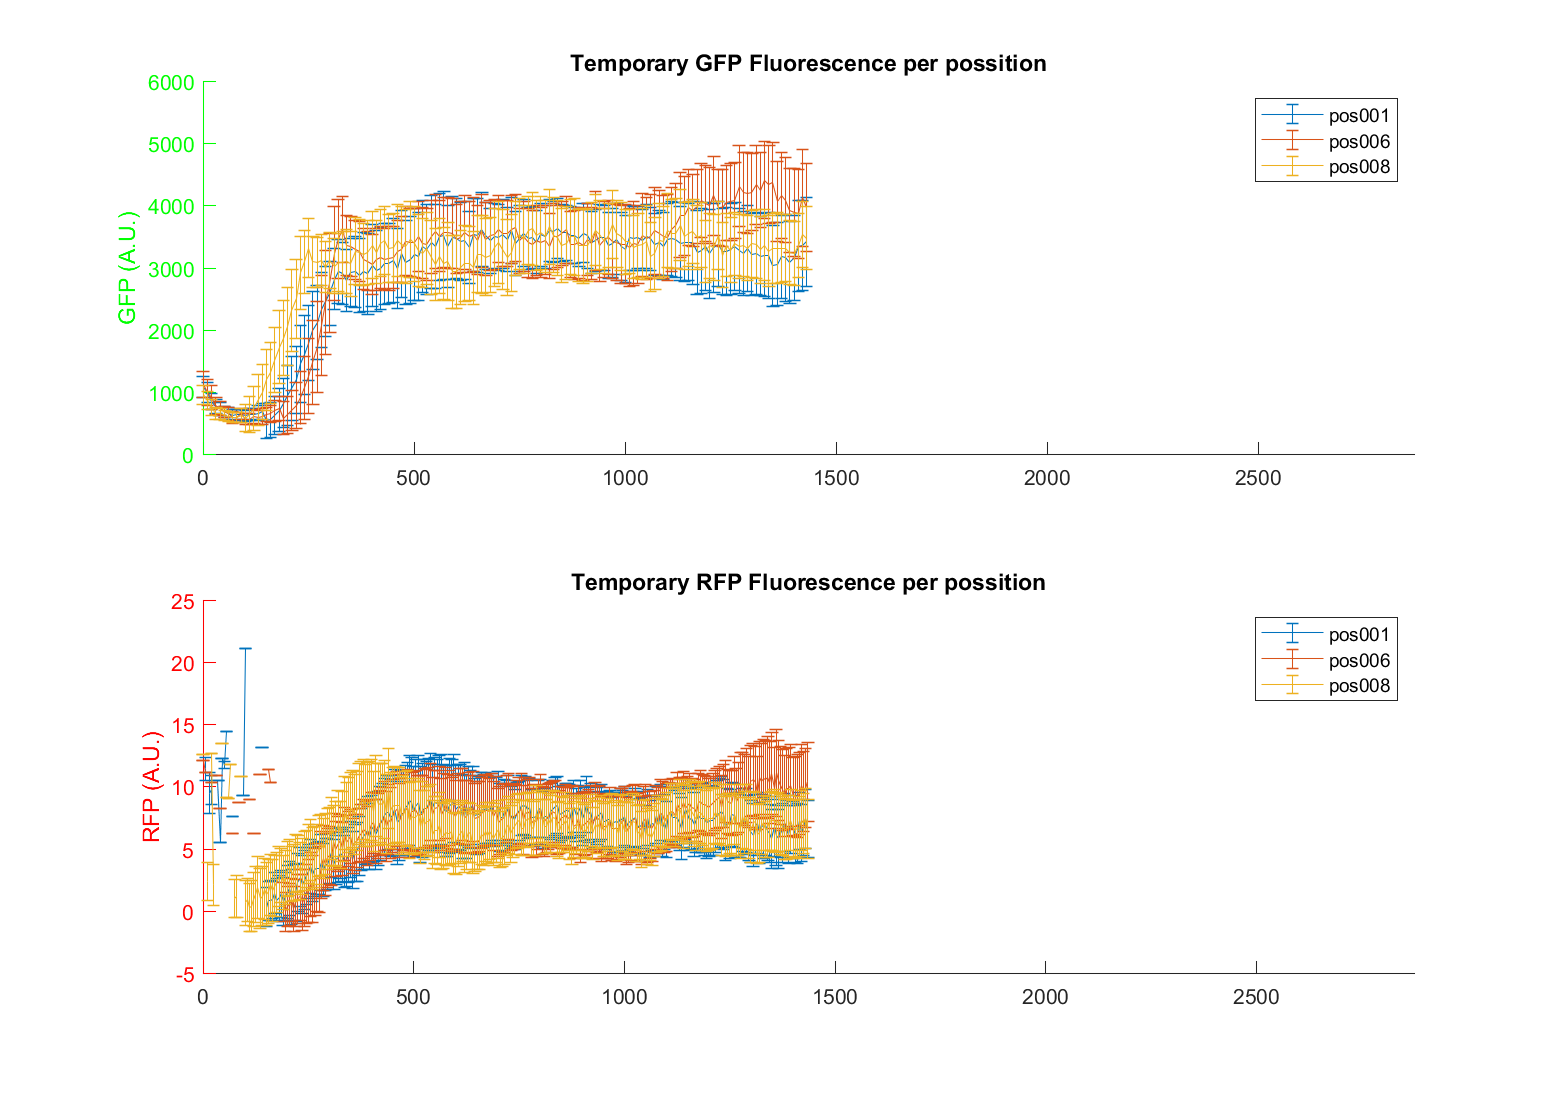 Temporary GFP Fluorescence per possition
6000
5000
4000
3000
2000
1000
0
GFP (A.U.)
pos001
pos006
pos008
0 500 1000 1500 2000 2500
Temporary RFP Fluorescence per possition
25
20
15
10
5
0
-5
RFP (A.U.)
pos001
pos006
pos008
0 500 1000 1500 2000 2500